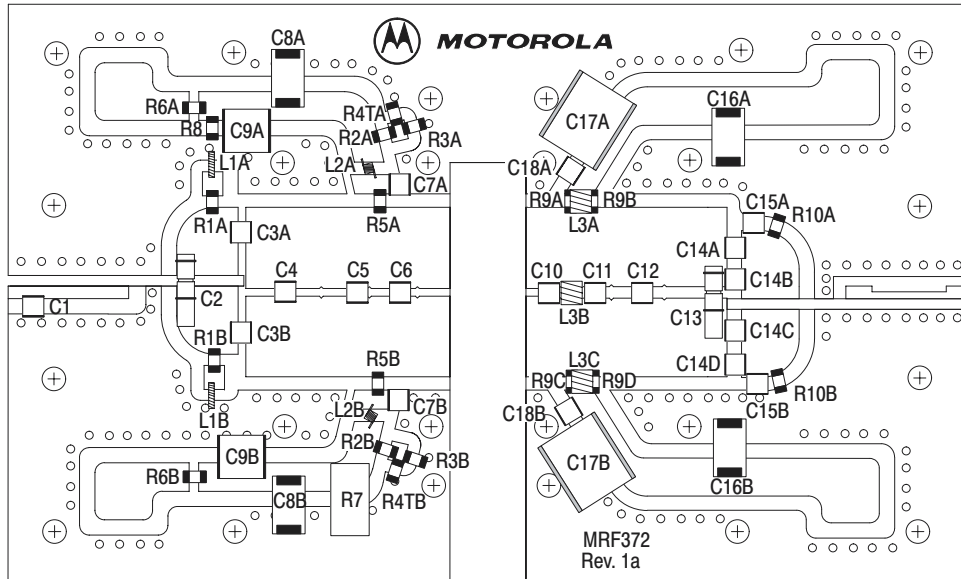 C8A
MOTOROLA
R6A
R4TA
C16A
R8
C9A
R2A
R3A
C17A
L1A
L2A
C18A
C7A
R1A
R5A
R9A
R9B
C15A
R10A
L3A
C3A
C14A
C4
C5
C6
C10
C11
C12
C14B
C1
C2
L3B
C13
R1B
C3B
C14C
R5B
L3C
C14D
R9C
R9D
L1B
L2B
C7B
C18B
C15B
R10B
R2B
C9B
R3B
C17B
R6B
C8B
R7
R4TB
C16B
MRF372
Rev. 1a